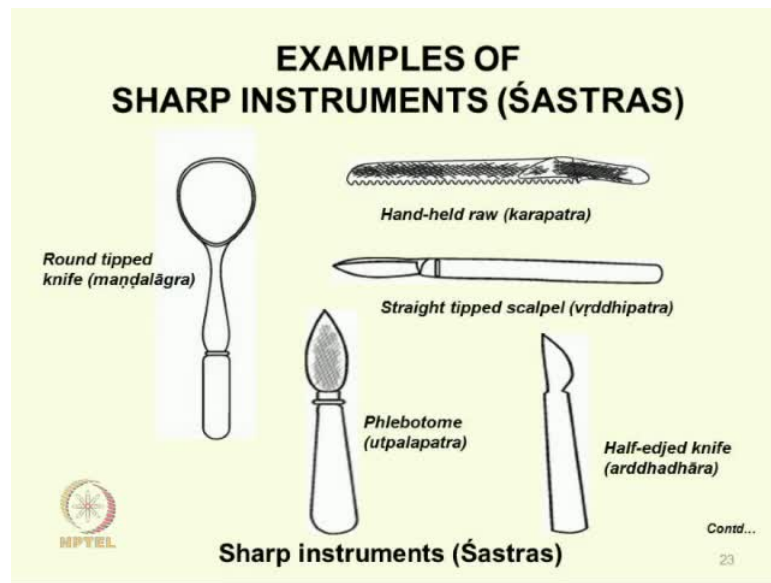 EXAMPLES OF
SHARP INSTRUMENTS (ŚASTRAS)
Hand-held raw (karapatra)
Round tipped
knife (maṇḍalāgra)
Straight tipped scalpel (vṛddhipatra)
Phlebotome
(utpalapatra)
Half-edjed knife
(arddhadhāra)
Contd...
NPTEL
Sharp instruments (Śastras)
23